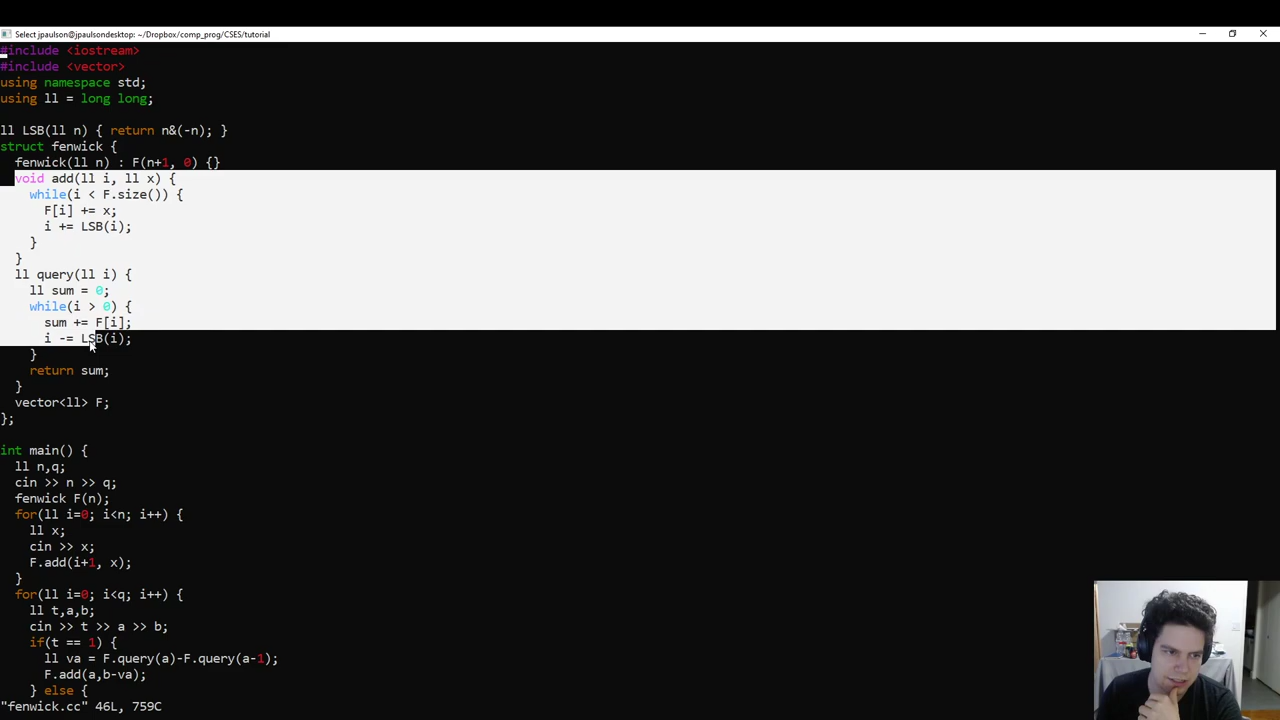 Select jpaulson@jpaulsondesktop: ~/Dropbox/comp_prog/CSES/tutorial
#include <iostream>
#include <vector>
using namespace std;
using ll = long long;

ll LSB(ll n) { return n&(-n); }
struct fenwick {
  fenwick(ll n) : F(n+1, 0) {}
  void add(ll i, ll x) {
    while(i < F.size()) {
      F[i] += x;
      i += LSB(i);
    }
  }
  ll query(ll i) {
    ll sum = 0;
    while(i > 0) {
      sum += F[i];
      i -= LSB(i);
    }
    return sum;
  }
  vector<ll> F;
};

int main() {
  ll n,q;
  cin >> n >> q;
  fenwick F(n);
  for(ll i=0; i<n; i++) {
    ll x;
    cin >> x;
    F.add(i+1, x);
  }
  for(ll i=0; i<q; i++) {
    ll t,a,b;
    cin >> t >> a >> b;
    if(t == 1) {
      ll va = F.query(a)-F.query(a-1);
      F.add(a,b-va);
    } else {
"fenwick.cc" 46L, 759C